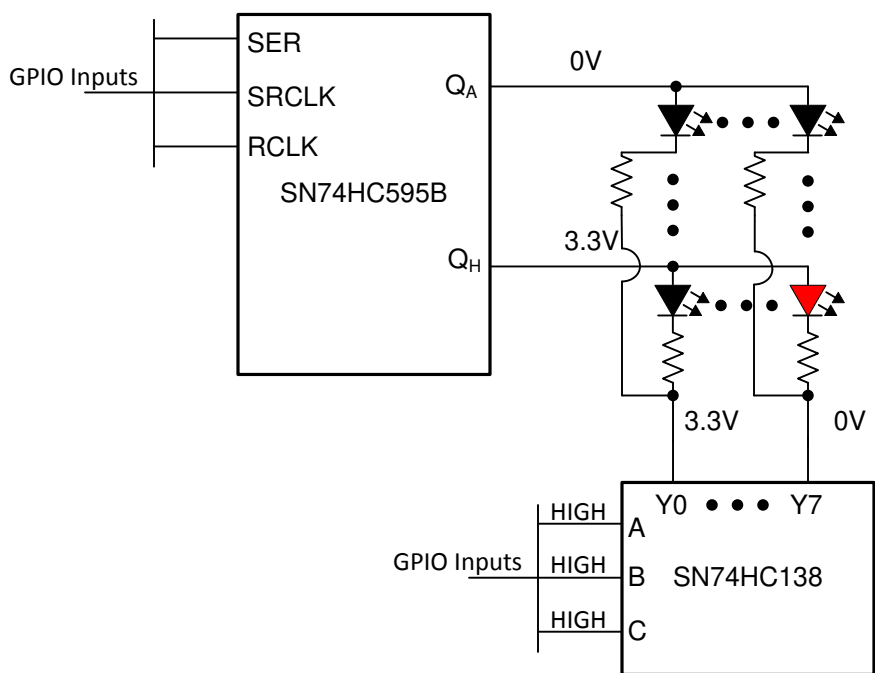 SER
GPIO Inputs
SRCLK
RCLK
SN74HC595B
QA
0V
QH
3.3V
3.3V
0V
Y0
Y7
HIGH
A
GPIO Inputs
HIGH
B
SN74HC138
HIGH
C